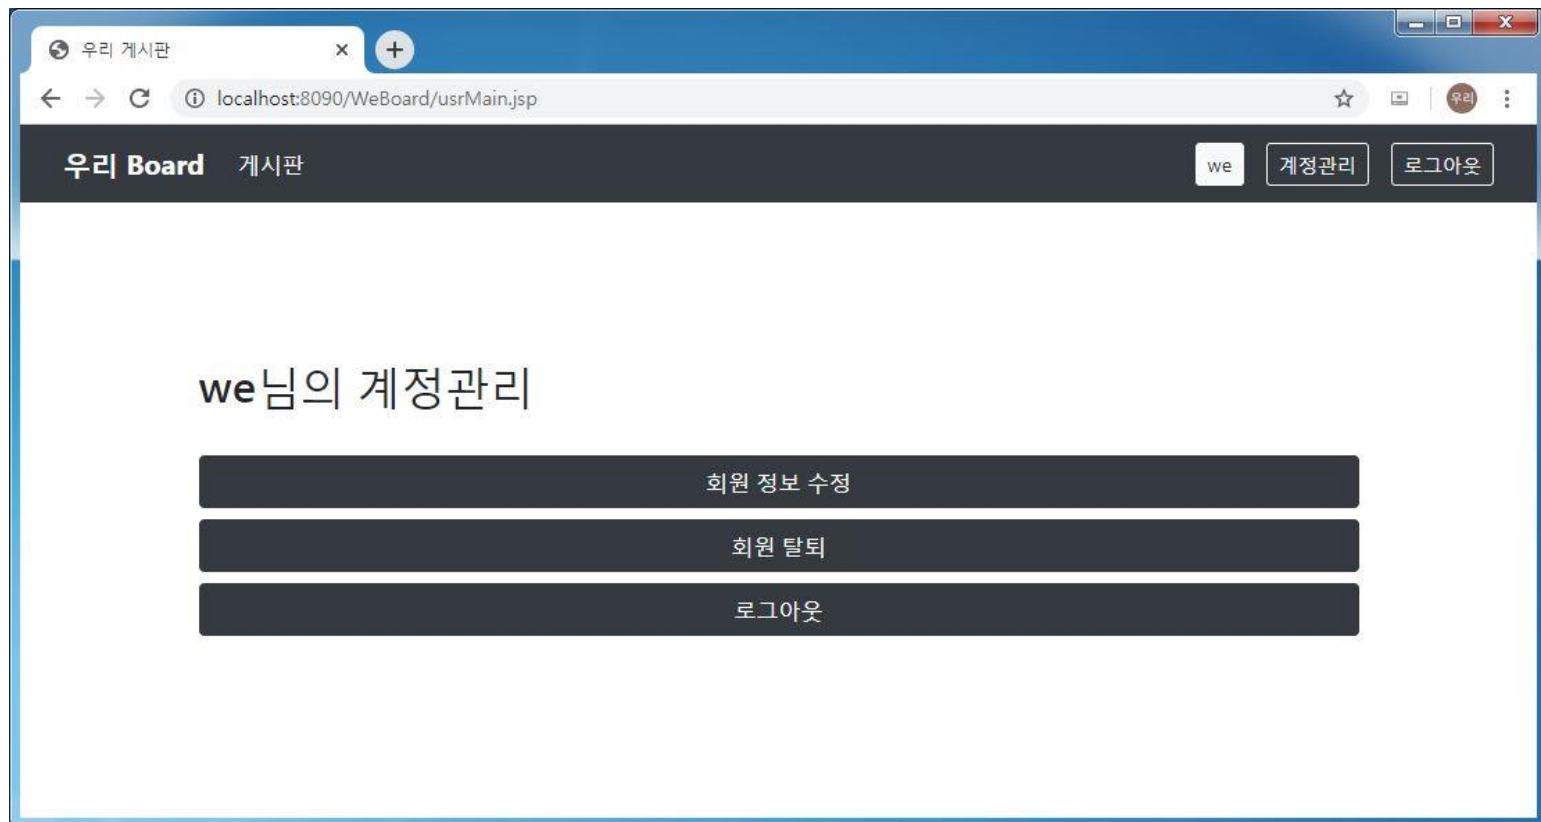 우리 게시판
localhost:8090/WeBoard/usrMain.jsp
우리
우리 Board 게시판 we 계정관리 로그아웃
we님의 계정관리
회원 정보 수정
회원 탈퇴
로그아웃